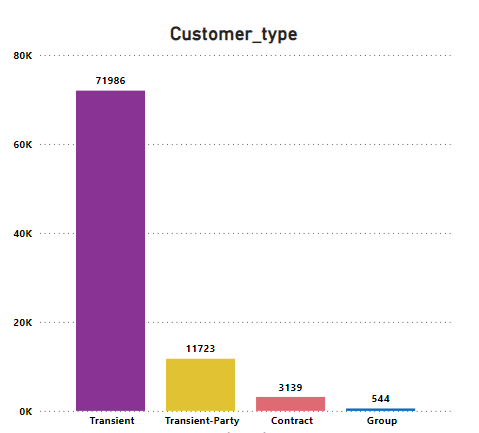 Customer_type
80K
71986
60K
40K
20K
11723
3139
544
0K
Transient Transient-Party Contract Group